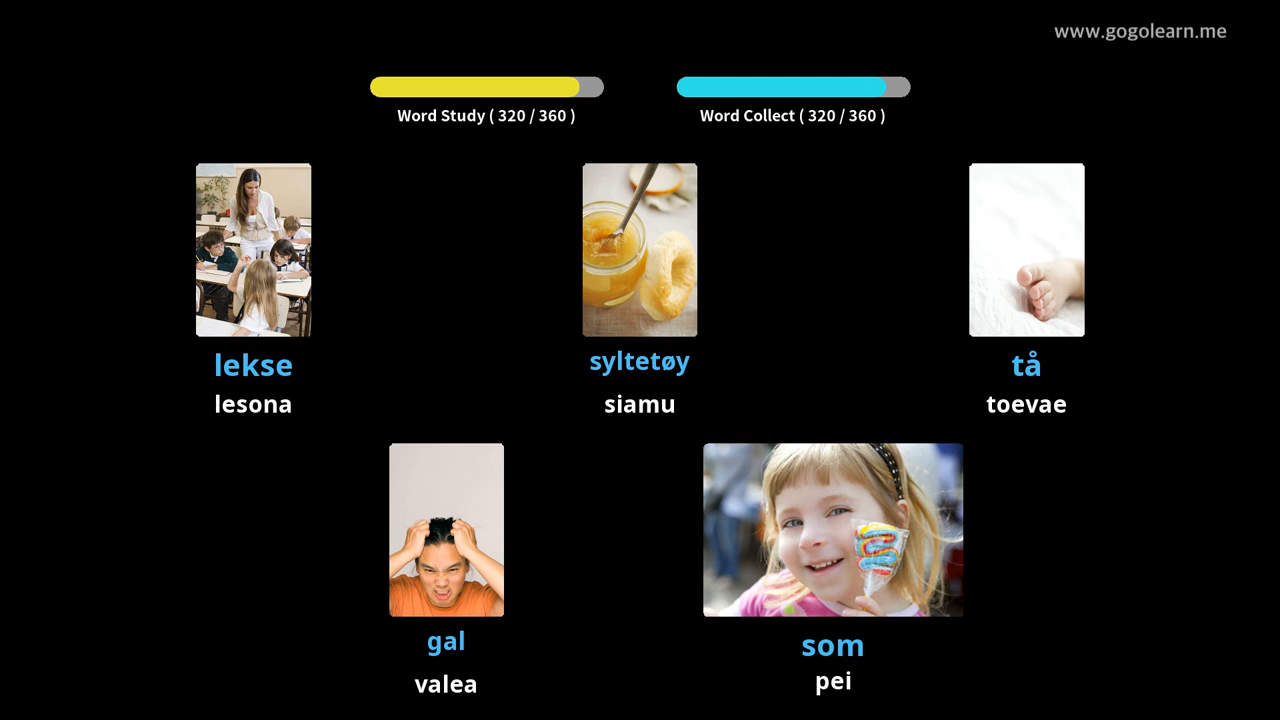 www.gogolearn.me
Word Study ( 320 / 360 )
Word Collect ( 320 / 360 )
lekse
lesona
syltetøy
siamu
tå
toevae
gal
valea
som
pei